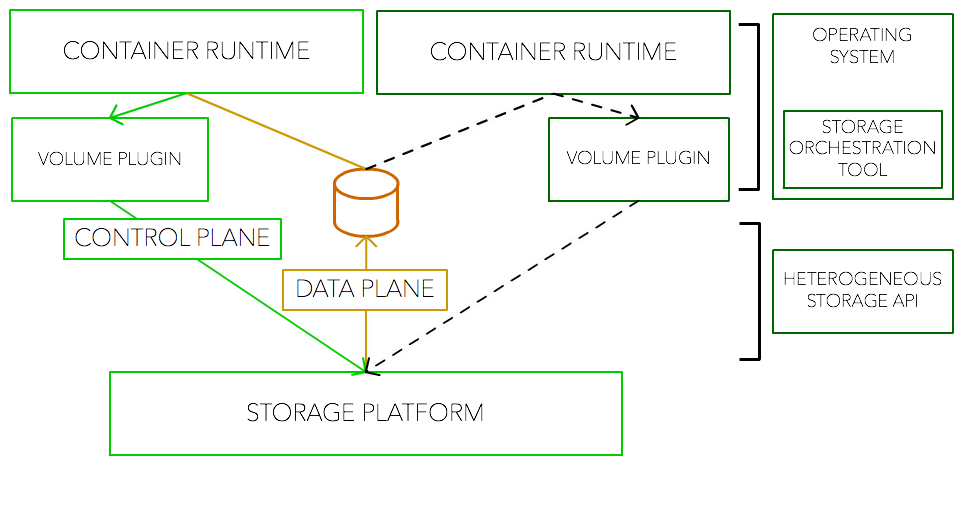 CONTAINER RUNTIME
CONTAINER RUNTIME
OPERATING
SYSTEM
STORAGE
ORCHESTRATION
TOOL
VOLUME PLUGIN
VOLUME PLUGIN
CONTROL PLANE
DATA PLANE
HETEROGENEOUS
STORAGE API
STORAGE PLATFORM